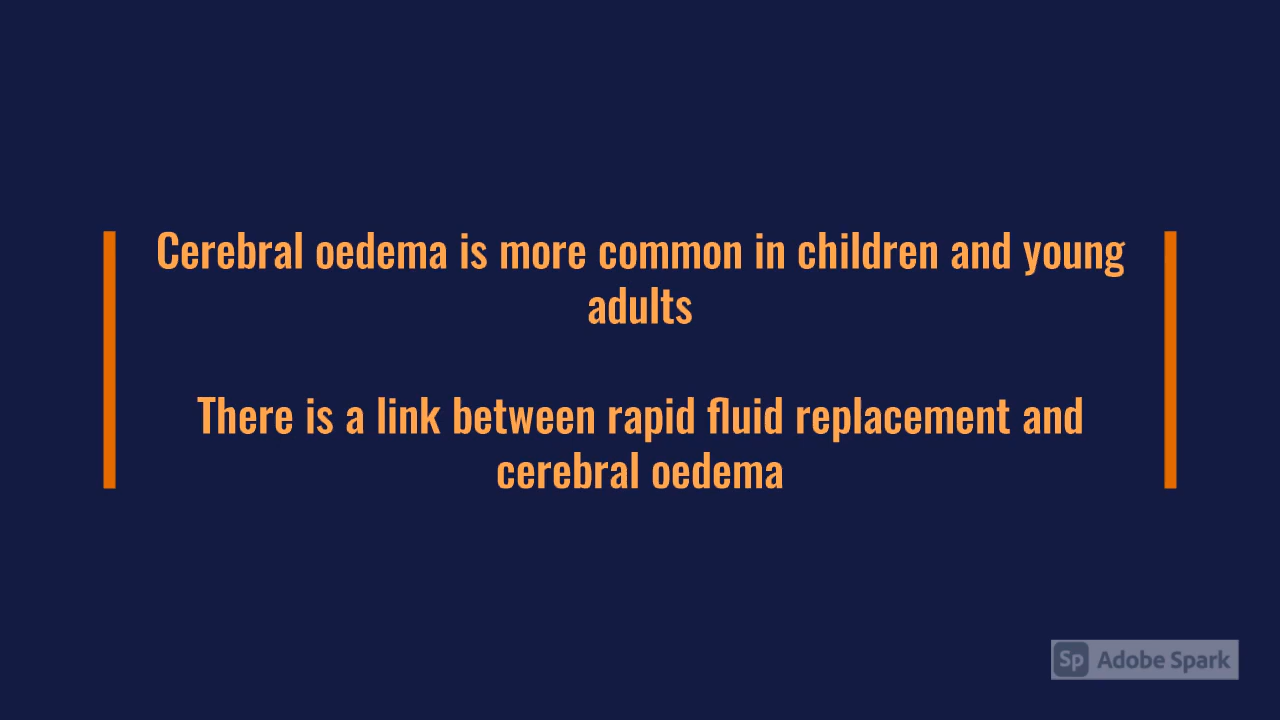 Cerebral oedema is more common in children and young
adults
There is a link between rapid fluid replacement and
cerebral oedema
Sp Adobe Spark